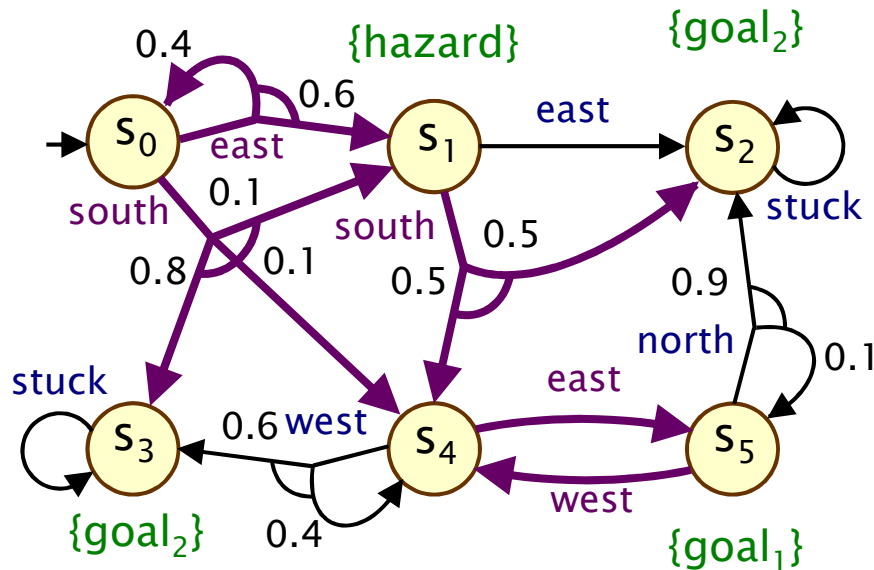 {goal₂}
0.4
{hazard}
0.6
east
s₀
s₁
s₂
east
0.1
south
south
0.5
stuck
0.8
0.1
0.5
0.9
north
0.1
east
stuck
0.6
west
s₃
s₄
s₅
west
0.4
{goal₂}
{goal₁}